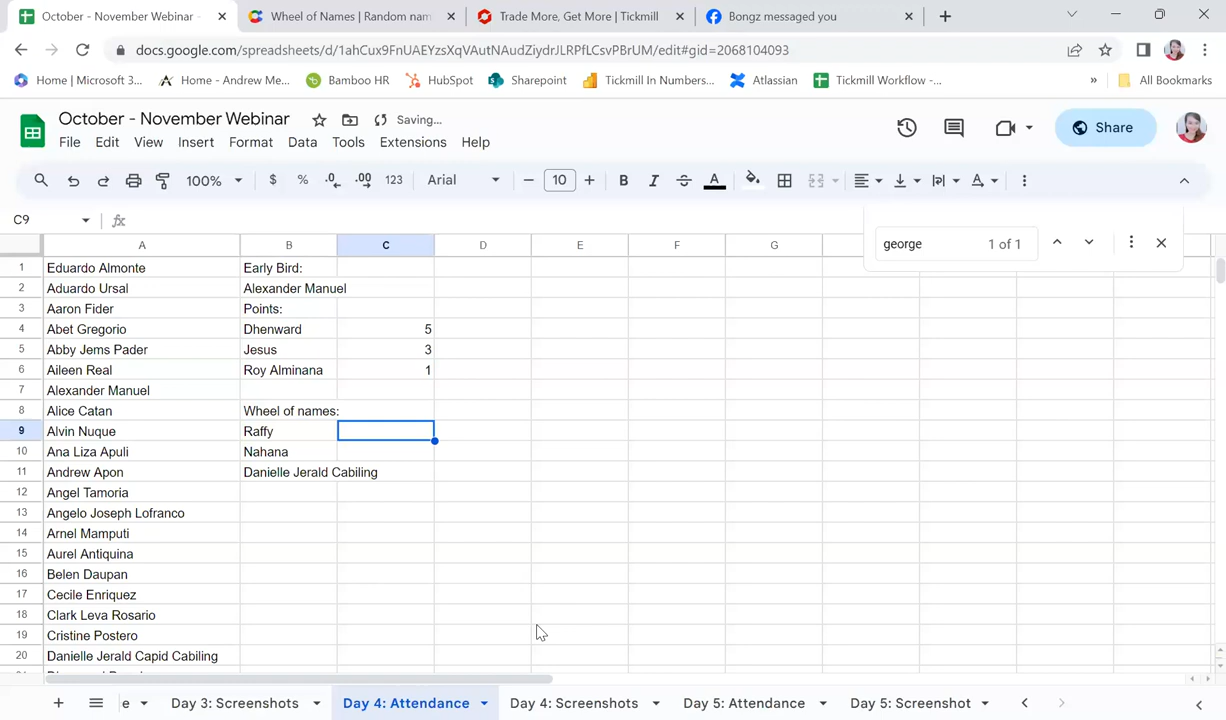 October - November Webinar
Wheel of Names | Random nam
Trade More, Get More | Tickmill
Bongz messaged you
docs.google.com/spreadsheets/d/1ahCux9FnUAEYzsXqVAutNAudZiydrJLRPfLCsvPBrUM/edit#gid=2068104093
Home | Microsoft 3...
Home - Andrew Me...
Bamboo HR
HubSpot
Sharepoint
Tickmill In Numbers...
Atlassian
Tickmill Workflow -...
»
All Bookmarks
October - November Webinar
Saving...
File Edit View Insert Format Data Tools Extensions Help
Share
100%
$ % .0 .00 123
Arial
10
B I A
C9
fx
george 1 of 1
A B C D E F G
1 Eduardo Almonte Early Bird:
2 Aduardo Ursal Alexander Manuel
3 Aaron Fider Points:
4 Abet Gregorio Dhenward 5
5 Abby Jems Pader Jesus 3
6 Aileen Real Roy Alminana 1
7 Alexander Manuel
8 Alice Catan Wheel of names:
9 Alvin Nuque Raffy
10 Ana Liza Apuli Nahana
11 Andrew Apon Danielle Jerald Cabiling
12 Angel Tamoria
13 Angelo Joseph Lofranco
14 Arnel Mamputi
15 Aurel Antiquina
16 Belen Daupan
17 Cecile Enriquez
18 Clark Leva Rosario
19 Cristine Postero
20 Danielle Jerald Capid Cabiling
e
Day 3: Screenshots
Day 4: Attendance
Day 4: Screenshots
Day 5: Attendance
Day 5: Screenshot